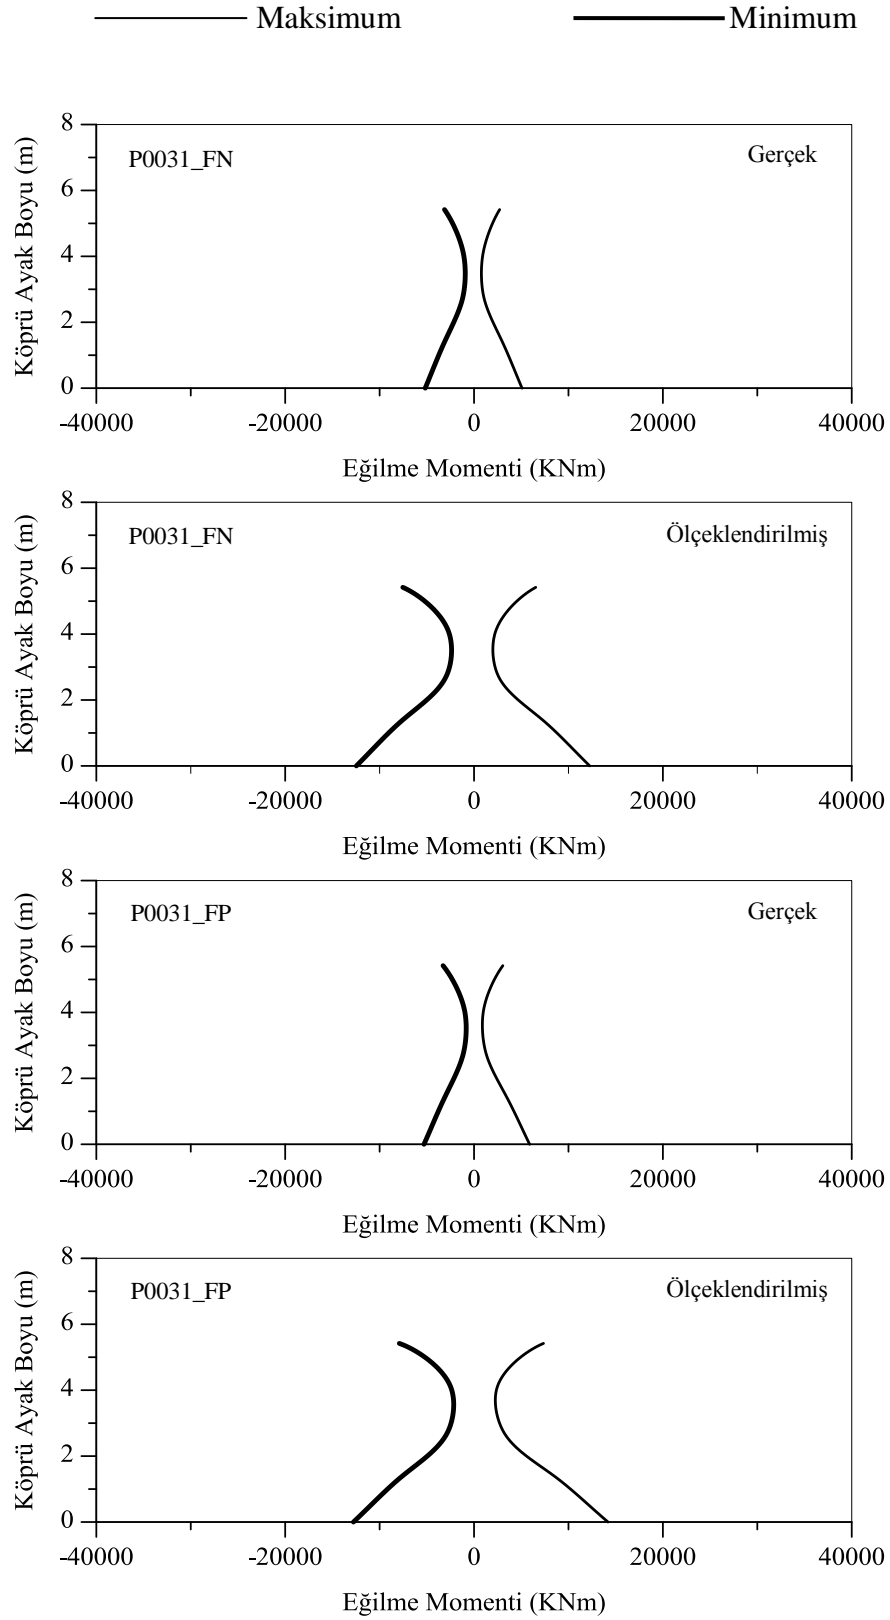 Maksimum Minimum
8
P0031_FN Gerçek
6
4
2
0
Köprü Ayak Boyu (m)
-40000 -20000 0 20000 40000
Eğilme Momenti (KNm)
8
P0031_FN Ölçeklendirilmiş
6
4
2
0
Köprü Ayak Boyu (m)
-40000 -20000 0 20000 40000
Eğilme Momenti (KNm)
8
P0031_FP Gerçek
6
4
2
0
Köprü Ayak Boyu (m)
-40000 -20000 0 20000 40000
Eğilme Momenti (KNm)
8
P0031_FP Ölçeklendirilmiş
6
4
2
0
Köprü Ayak Boyu (m)
-40000 -20000 0 20000 40000
Eğilme Momenti (KNm)